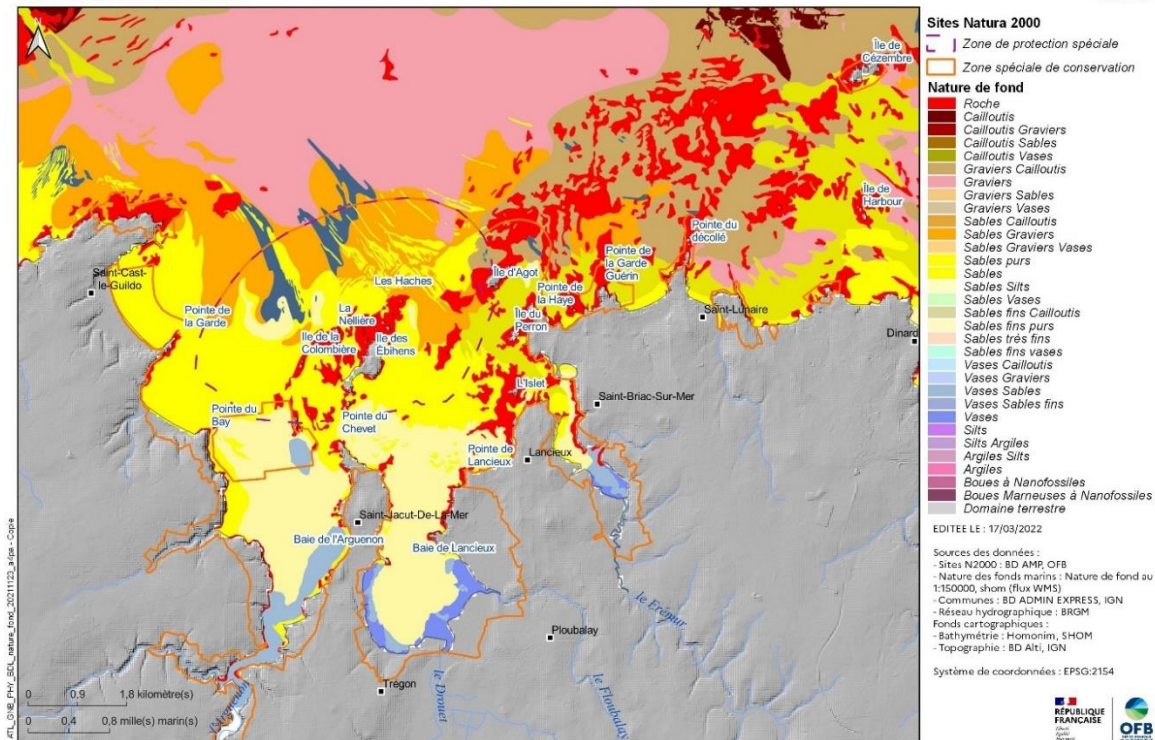 N
Île de
Cézembre
Île de
Harbour
Pointe du
décollé
Pointe de
la Garde
Guérin
Île d'Agot
Pointe de
la Haye
Les Haches
Saint-Cast-
le-Guildo
Pointe de
la Garde
La
Nellière
Île du
Perron
Saint-Lunaire
Dinard
Ile de la
Colombière
Ile des
Ébihens
L'Islet
Saint-Briac-Sur-Mer
Pointe du
Bay
Pointe du
Chevet
Pointe de
Lancieux
Lancieux
Saint-Jacut-De-La-Mer
Baie de l'Arguenon
Baie de Lancieux
le Frémur
Ploubalay
Trégon
le Drouet
le Floubalay
l'Arguenon
0 0,9 1,8 kilomètre(s)
0 0,4 0,8 mille(s) marin(s)
Sites Natura 2000
Zone de protection spéciale
Zone spéciale de conservation
Nature de fond
Roche
Cailloutis
Cailloutis Graviers
Cailloutis Sables
Cailloutis Vases
Graviers Cailloutis
Graviers
Graviers Sables
Graviers Vases
Sables Cailloutis
Sables Graviers
Sables Graviers Vases
Sables purs
Sables
Sables Silts
Sables Vases
Sables fins Cailloutis
Sables fins purs
Sables très fins
Sables fins vases
Vases Cailloutis
Vases Graviers
Vases Sables
Vases Sables fins
Vases
Silts
Silts Argiles
Argiles Silts
Argiles
Boues à Nanofossiles
Boues Marneuses à Nanofossiles
Domaine terrestre
EDITEE LE : 17/03/2022
Sources des données :
- Sites N2000 : BD AMP, OFB
- Nature des fonds marins : Nature de fond au
1:150000, shom (flux WMS)
- Communes : BD ADMIN EXPRESS, IGN
- Réseau hydrographique : BRGM
Fonds cartographiques :
- Bathymétrie : Homonim, SHOM
- Topographie : BD Alti, IGN
Système de coordonnées : EPSG:2154
RÉPUBLIQUE
FRANÇAISE
Liberté
Égalité
Fraternité
OFB